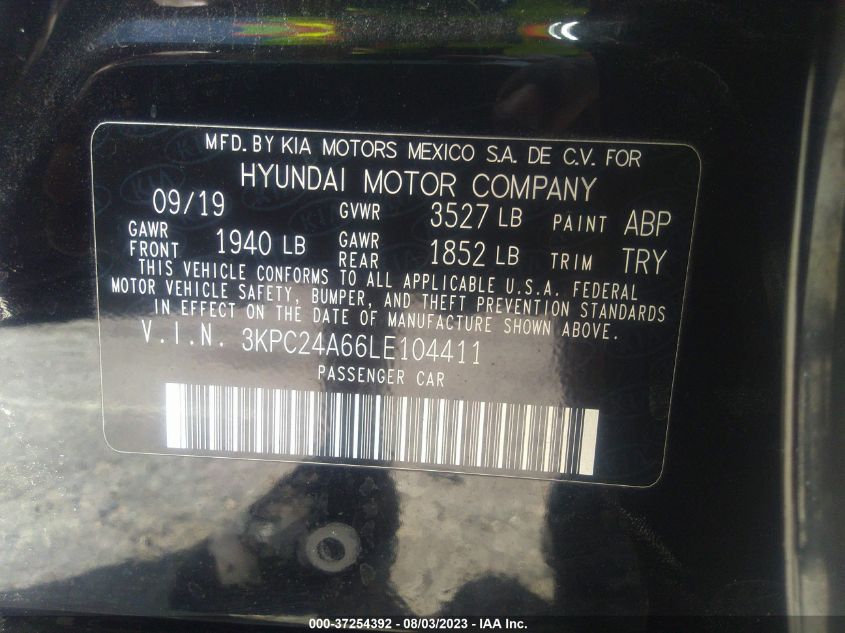 MFD. BY KIA MOTORS MEXICO S.A. DE C.V. FOR
HYUNDAI MOTOR COMPANY
09/19 GVWR 3527 LB PAINT ABP
GAWR FRONT 1940 LB GAWR REAR 1852 LB TRIM TRY
THIS VEHICLE CONFORMS TO ALL APPLICABLE U.S.A. FEDERAL
MOTOR VEHICLE SAFETY, BUMPER, AND THEFT PREVENTION STANDARDS
IN EFFECT ON THE DATE OF MANUFACTURE SHOWN ABOVE.
V.I.N. 3KPC24A66LE104411
PASSENGER CAR
000-37254392 - 08/03/2023 - IAA Inc.